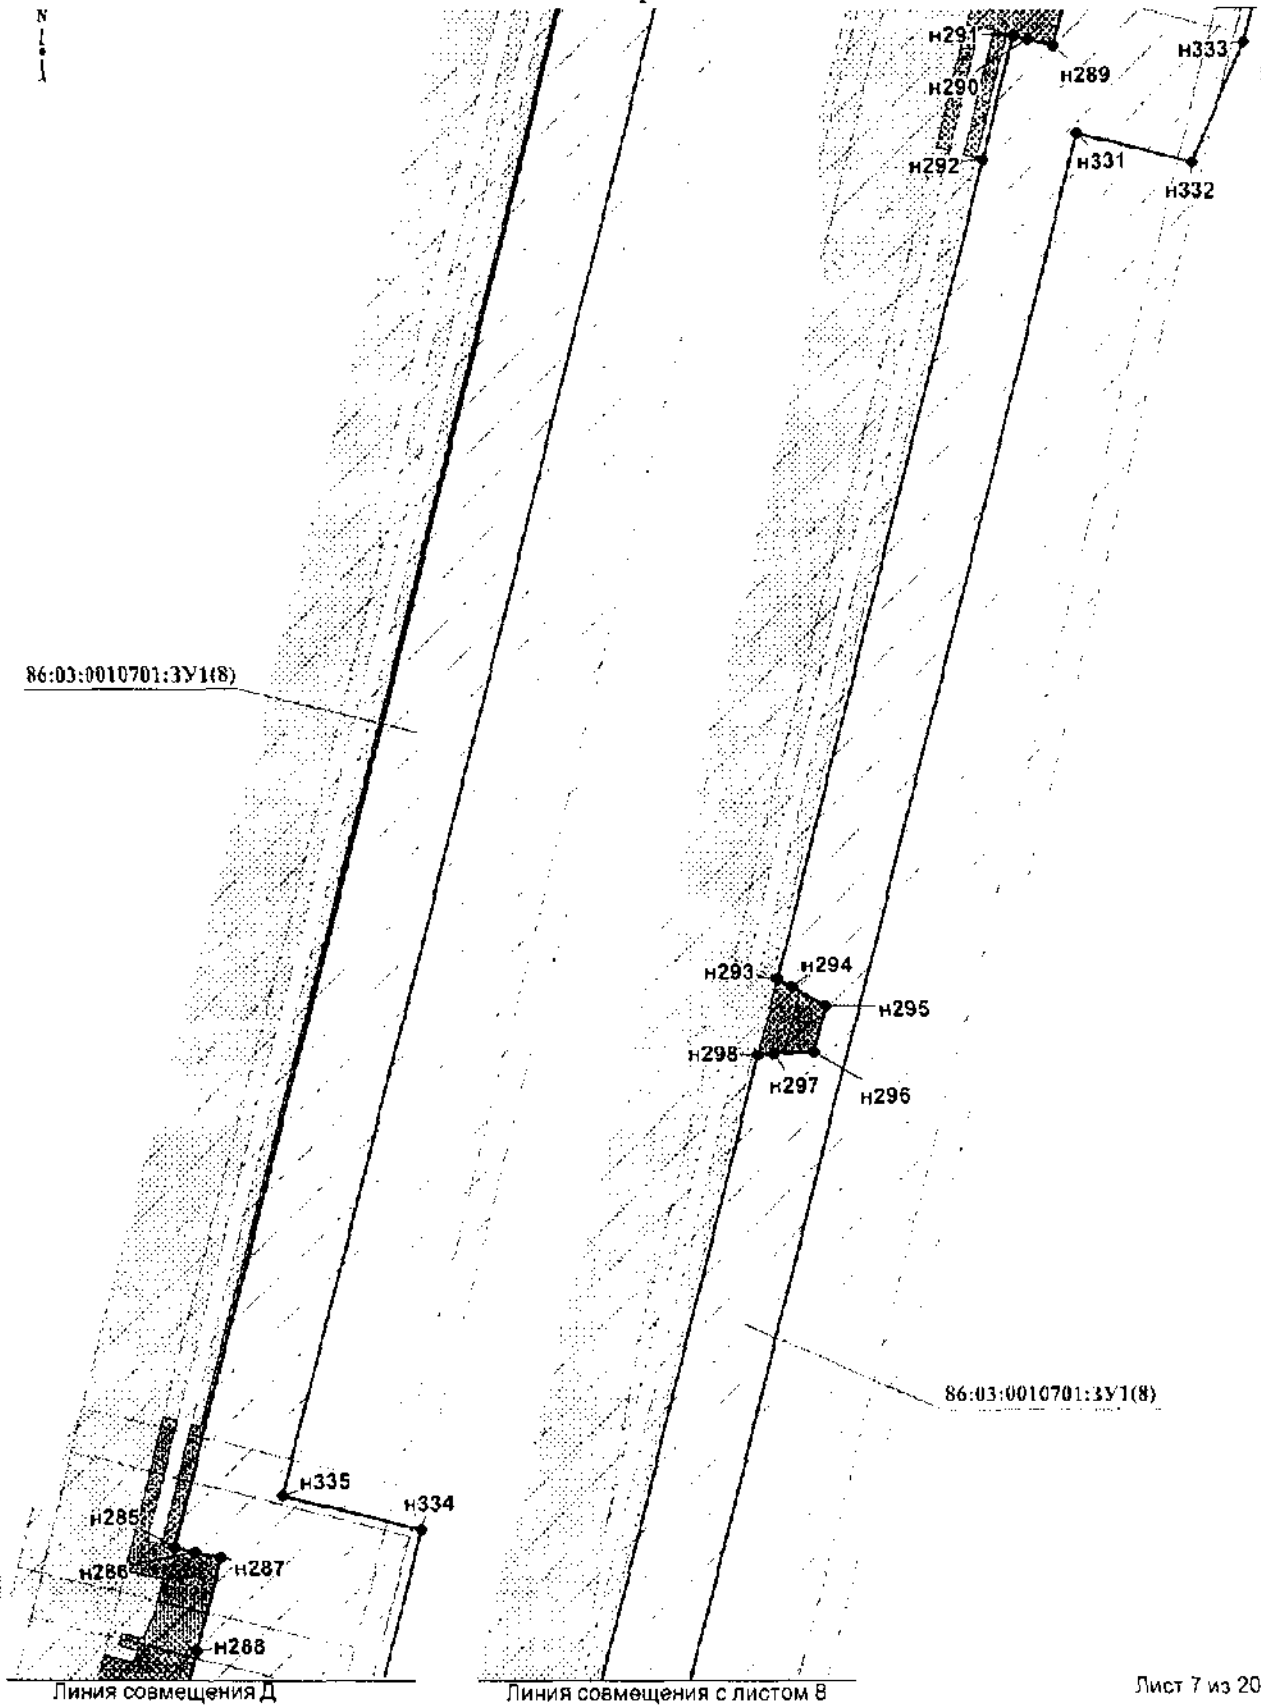 N
н291
н333
н289
н290
н331
н292
н332
86:03:0010701:ЗУ1(8)
н293
н294
н295
н298
н297
н296
86:03:0010701:ЗУ1(8)
н335
н334
н285
н286
н287
н288
Линия совмещения Д
Линия совмещения с листом 8
Лист 7 из 20